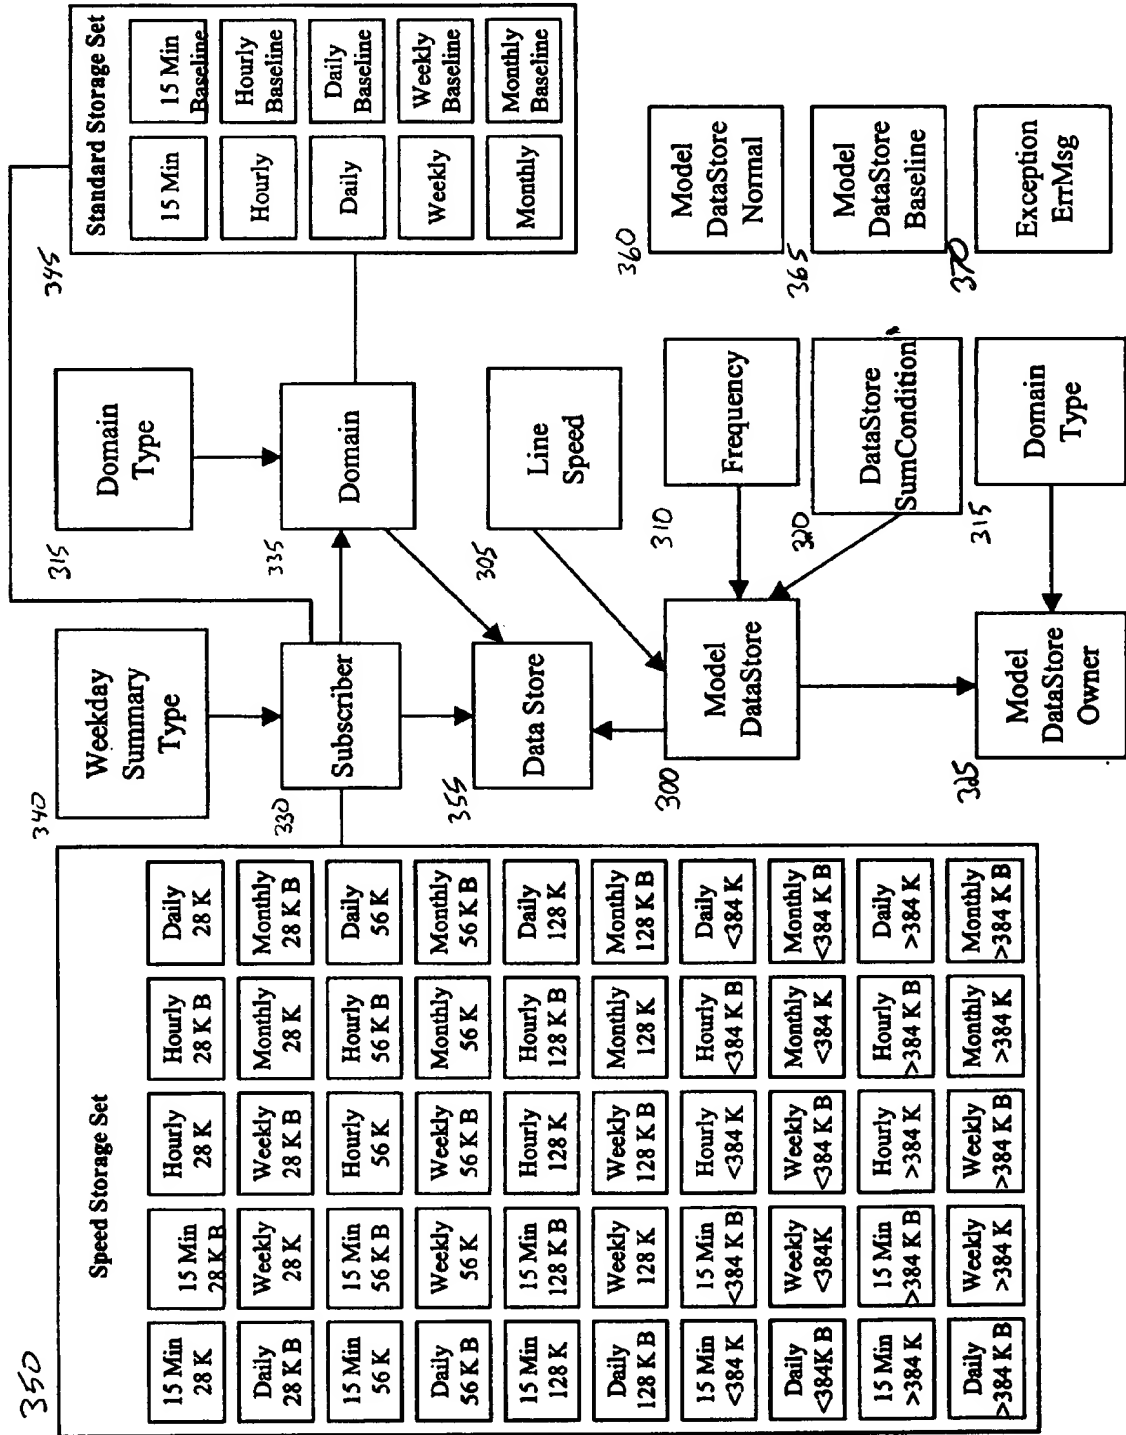 350
Speed Storage Set
15 Min
28 K
15 Min
28 K B
Hourly
28 K
Hourly
28 K B
Daily
28 K
Daily
28 K B
Weekly
28 K
Weekly
28 K B
Monthly
28 K
Monthly
28 K B
15 Min
56 K
15 Min
56 K B
Hourly
56 K
Hourly
56 K B
Daily
56 K
Daily
56 K B
Weekly
56 K
Weekly
56 K B
Monthly
56 K
Monthly
56 K B
15 Min
128 K
15 Min
128 K B
Hourly
128 K
Hourly
128 K B
Daily
128 K
Daily
128 K B
Weekly
128 K
Weekly
128 K B
Monthly
128 K
Monthly
128 K B
15 Min
<384 K
15 Min
<384 K B
Hourly
<384 K
Hourly
<384 K B
Daily
<384 K
Daily
<384K B
Weekly
<384K
Weekly
<384 K B
Monthly
<384 K
Monthly
<384 K B
15 Min
>384 K
15 Min
>384 K B
Hourly
>384 K
Hourly
>384 K B
Daily
>384 K
Daily
>384 K B
Weekly
>384 K
Weekly
>384 K B
Monthly
>384 K
Monthly
>384 K B
340
Weekday
Summary
Type
315
Domain
Type
345
Standard Storage Set
15 Min
15 Min
Baseline
Hourly
Hourly
Baseline
Daily
Daily
Baseline
Weekly
Weekly
Baseline
Monthly
Monthly
Baseline
330
Subscriber
335
Domain
355
Data Store
305
Line
Speed
300
Model
DataStore
310
Frequency
360
Model
DataStore
Normal
320
DataStore
SumCondition
365
Model
DataStore
Baseline
325
Model
DataStore
Owner
315
Domain
Type
370
Exception
ErrMsg